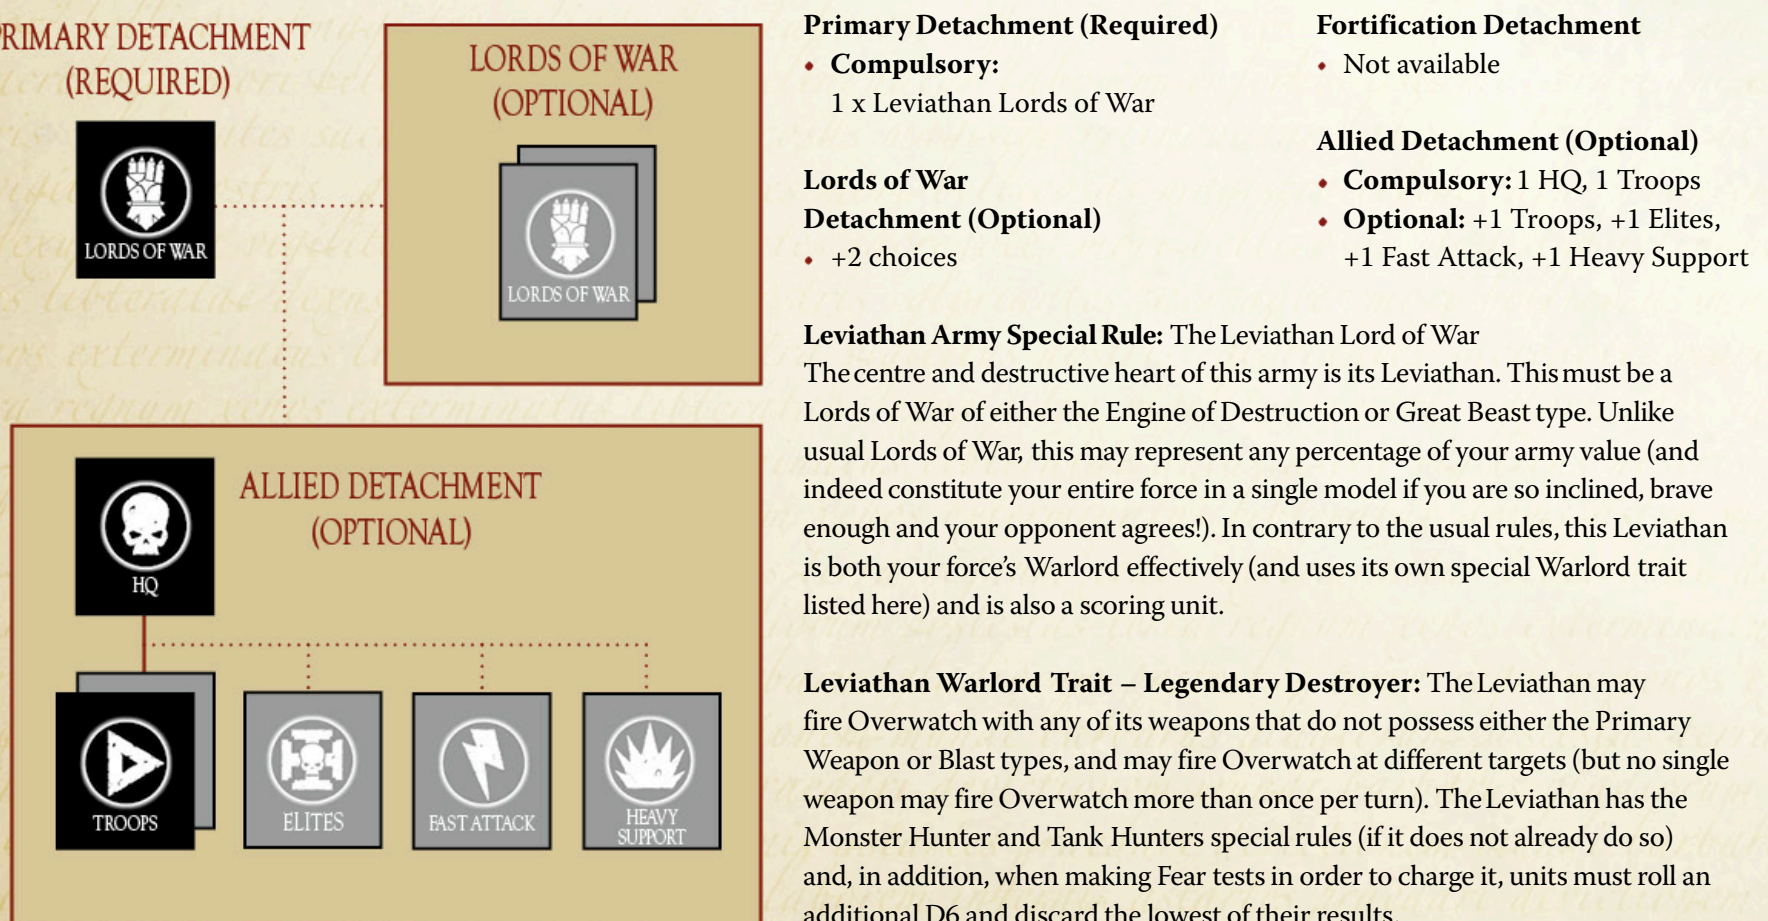 PRIMARY DETACHMENT
(REQUIRED)
LORDS OF WAR
LORDS OF WAR
(OPTIONAL)
LORDS OF WAR
ALLIED DETACHMENT
(OPTIONAL)
HQ
TROOPS
ELITES
FAST ATTACK
HEAVY
SUPPORT
Primary Detachment (Required)
• Compulsory:
1 x Leviathan Lords of War
Lords of War
Detachment (Optional)
• +2 choices
Fortification Detachment
• Not available
Allied Detachment (Optional)
• Compulsory: 1 HQ, 1 Troops
• Optional: +1 Troops, +1 Elites,
+1 Fast Attack, +1 Heavy Support
Leviathan Army Special Rule: The Leviathan Lord of War
The centre and destructive heart of this army is its Leviathan. This must be a
Lords of War of either the Engine of Destruction or Great Beast type. Unlike
usual Lords of War, this may represent any percentage of your army value (and
indeed constitute your entire force in a single model if you are so inclined, brave
enough and your opponent agrees!). In contrary to the usual rules, this Leviathan
is both your force's Warlord effectively (and uses its own special Warlord trait
listed here) and is also a scoring unit.
Leviathan Warlord Trait – Legendary Destroyer: The Leviathan may
fire Overwatch with any of its weapons that do not possess either the Primary
Weapon or Blast types, and may fire Overwatch at different targets (but no single
weapon may fire Overwatch more than once per turn). The Leviathan has the
Monster Hunter and Tank Hunters special rules (if it does not already do so)
and, in addition, when making Fear tests in order to charge it, units must roll an
additional D6 and discard the lowest of their results.